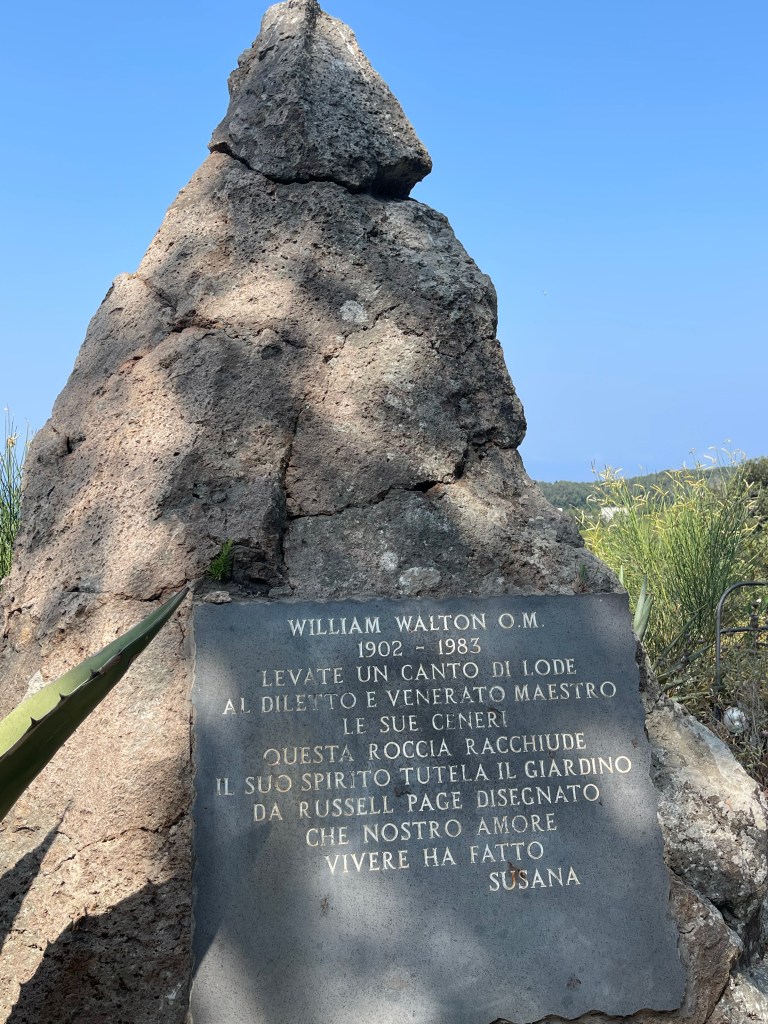 WILLIAM WALTON O.M.
1902 - 1983
LEVATE UN CANTO DI LODE
AL DILETTO E VENERATO MAESTRO
LE SUE CENERI
QUESTA ROCCIA RACCHIUDE
IL SUO SPIRITO TUTELA IL GIARDINO
DA RUSSELL PAGE DISEGNATO
CHE NOSTRO AMORE
VIVERE HA FATTO
SUSANA